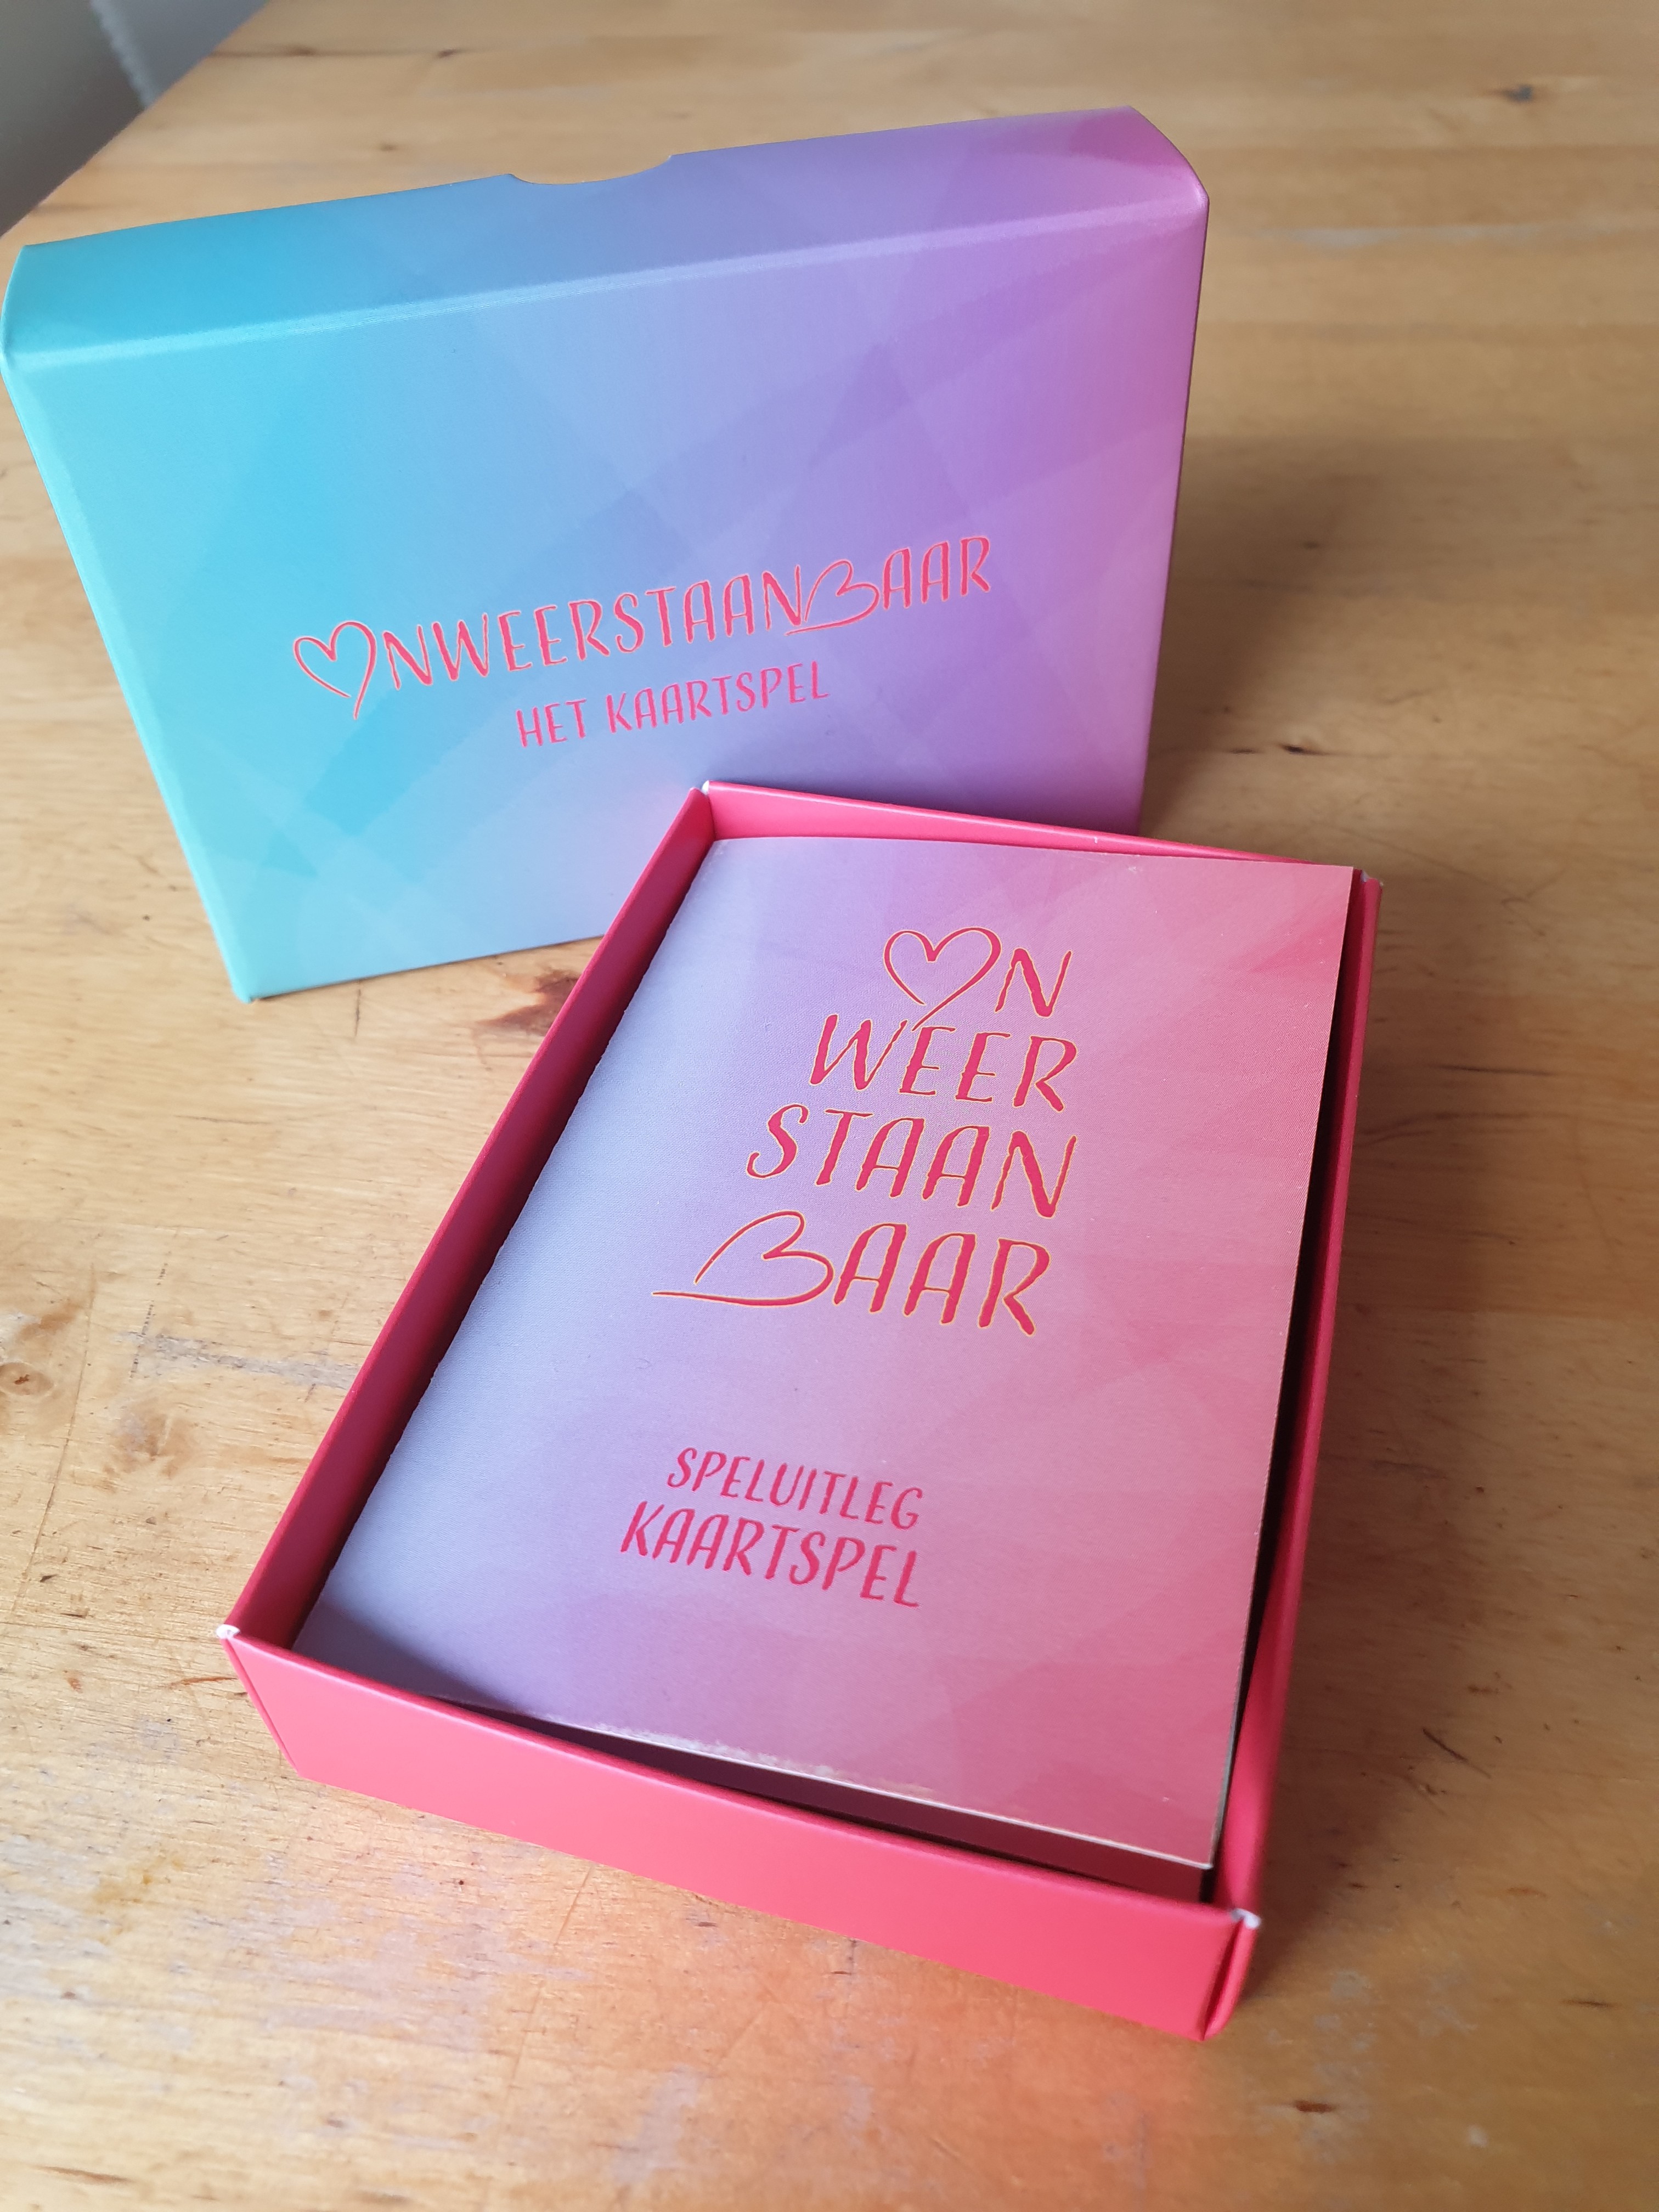 ONWEERSTAANBAAR
HET KAARTSPEL
ON
WEER
STAAN
BAAR
SPELUITLEG
KAARTSPEL